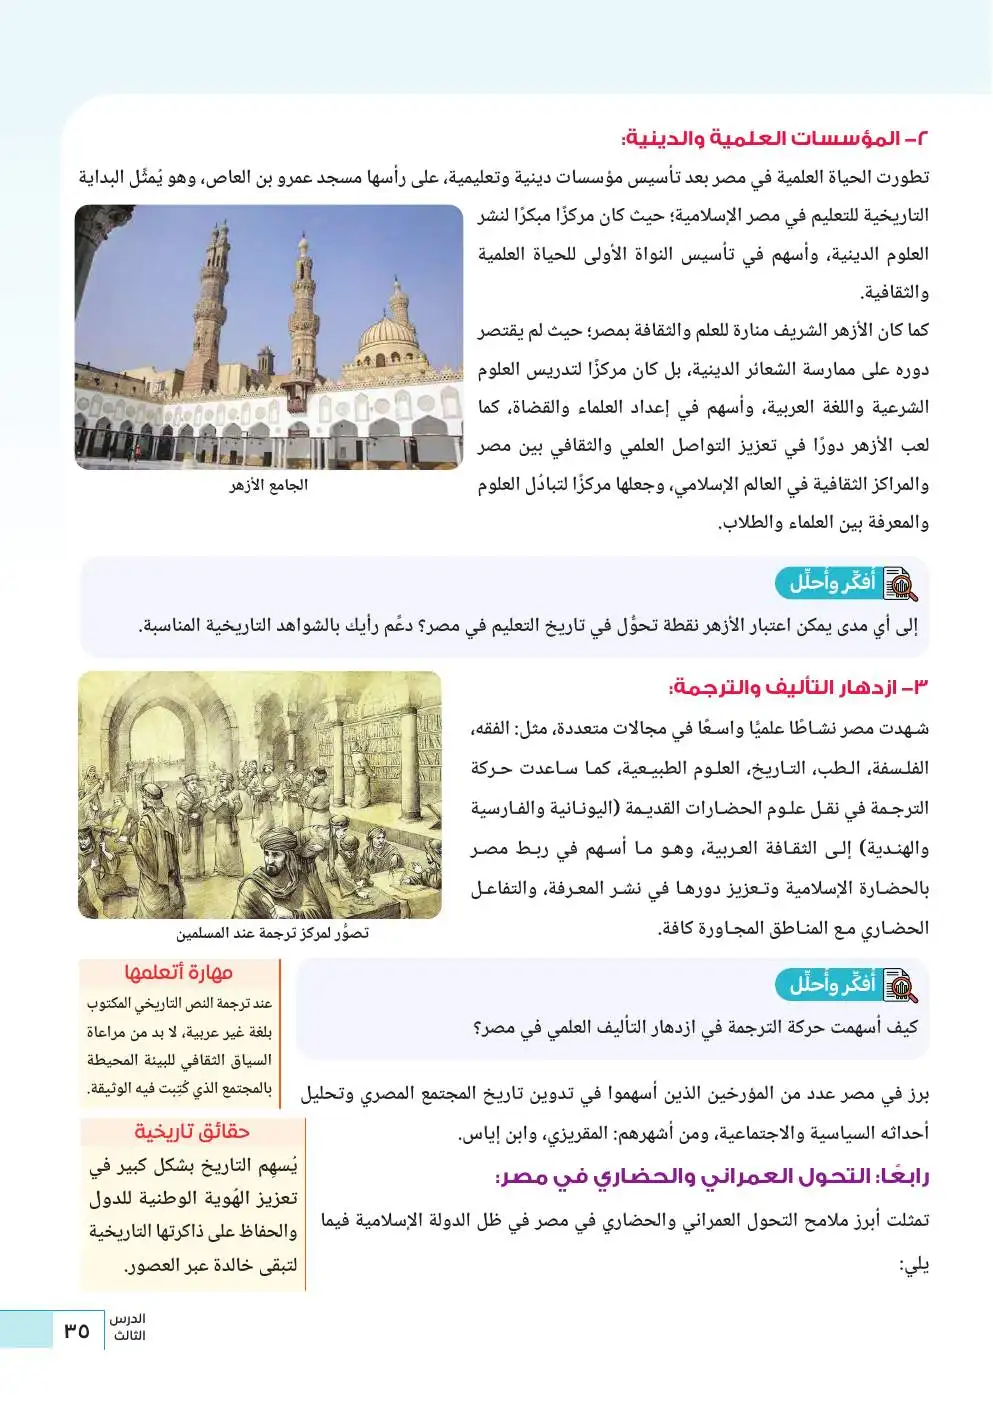 ٢- المؤسسات العلمية والدينية:
تطورت الحياة العلمية في مصر بعد تأسيس مؤسسات دينية وتعليمية، على رأسها مسجد عمرو بن العاص، وهو يُمثِّل البداية
التاريخية للتعليم في مصر الإسلامية؛ حيث كان مركزًا مبكرًا لنشر
العلوم الدينية، وأسهم في تأسيس النواة الأولى للحياة العلمية
والثقافية.
كما كان الأزهر الشريف منارة للعلم والثقافة بمصر؛ حيث لم يقتصر
دوره على ممارسة الشعائر الدينية، بل كان مركزًا لتدريس العلوم
الشرعية واللغة العربية، وأسهم في إعداد العلماء والقضاة، كما
لعب الأزهر دورًا في تعزيز التواصل العلمي والثقافي بين مصر
والمراكز الثقافية في العالم الإسلامي، وجعلها مركزًا لتبادُل العلوم
والمعرفة بين العلماء والطلاب.
الجامع الأزهر
أُفكِّر وأُحلِّل
إلى أي مدى يمكن اعتبار الأزهر نقطة تحوُّل في تاريخ التعليم في مصر؟ دعِّم رأيك بالشواهد التاريخية المناسبة.
٣- ازدهار التأليف والترجمة:
شهدت مصر نشاطًا علميًّا واسعًا في مجالات متعددة، مثل: الفقه،
الفلسفة، الطب، التاريخ، العلوم الطبيعية، كما ساعدت حركة
الترجمة في نقل علوم الحضارات القديمة (اليونانية والفارسية
والهندية) إلى الثقافة العربية، وهو ما أسهم في ربط مصر
بالحضارة الإسلامية وتعزيز دورها في نشر المعرفة، والتفاعل
الحضاري مع المناطق المجاورة كافة.
تصوُّر لمركز ترجمة عند المسلمين
أُفكِّر وأُحلِّل
كيف أسهمت حركة الترجمة في ازدهار التأليف العلمي في مصر؟
مهارة أتعلمها
عند ترجمة النص التاريخي المكتوب
بلغة غير عربية، لا بد من مراعاة
السياق الثقافي للبيئة المحيطة
بالمجتمع الذي كُتِبت فيه الوثيقة.
برز في مصر عدد من المؤرخين الذين أسهموا في تدوين تاريخ المجتمع المصري وتحليل
أحداثه السياسية والاجتماعية، ومن أشهرهم: المقريزي، وابن إياس.
حقائق تاريخية
يُسهِم التاريخ بشكل كبير في
تعزيز الهُوية الوطنية للدول
والحفاظ على ذاكرتها التاريخية
لتبقى خالدة عبر العصور.
رابعًا: التحول العمراني والحضاري في مصر:
تمثلت أبرز ملامح التحول العمراني والحضاري في مصر في ظل الدولة الإسلامية فيما
يلي:
الدرس
الثالث
٣٥